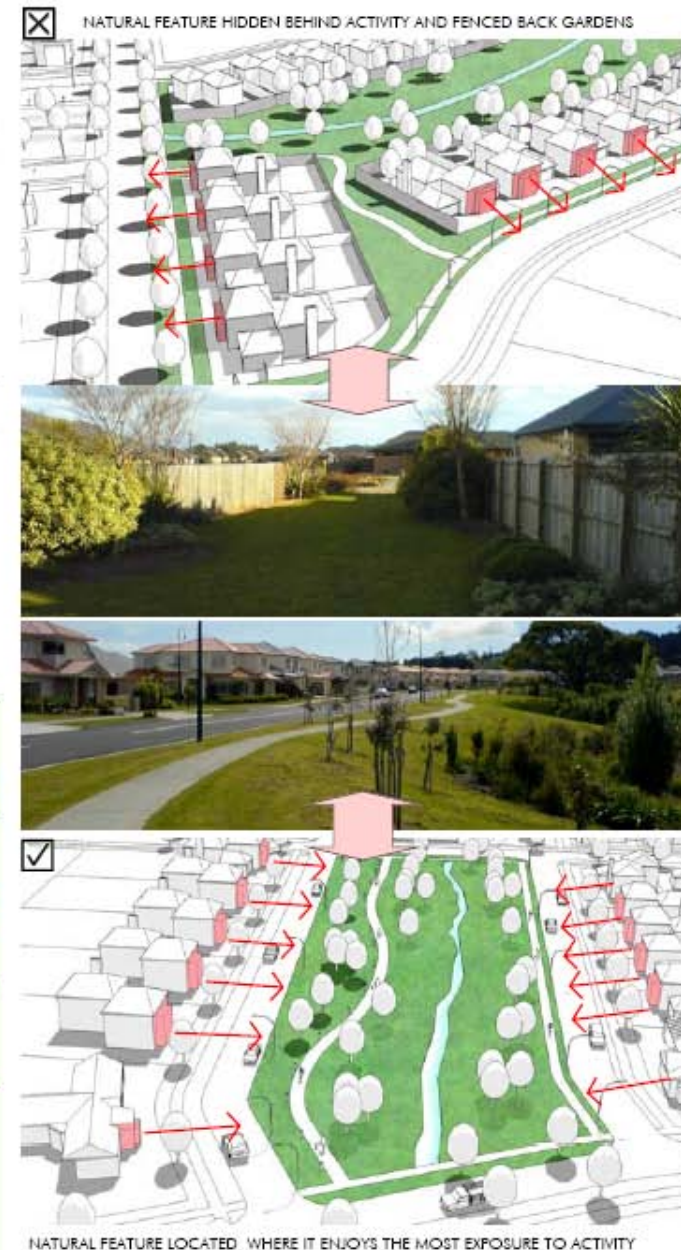 NATURAL FEATURE HIDDEN BEHIND ACTIVITY AND FENCED BACK GARDENS
NATURAL FEATURE LOCATED WHERE IT ENJOYS THE MOST EXPOSURE TO ACTIVITY